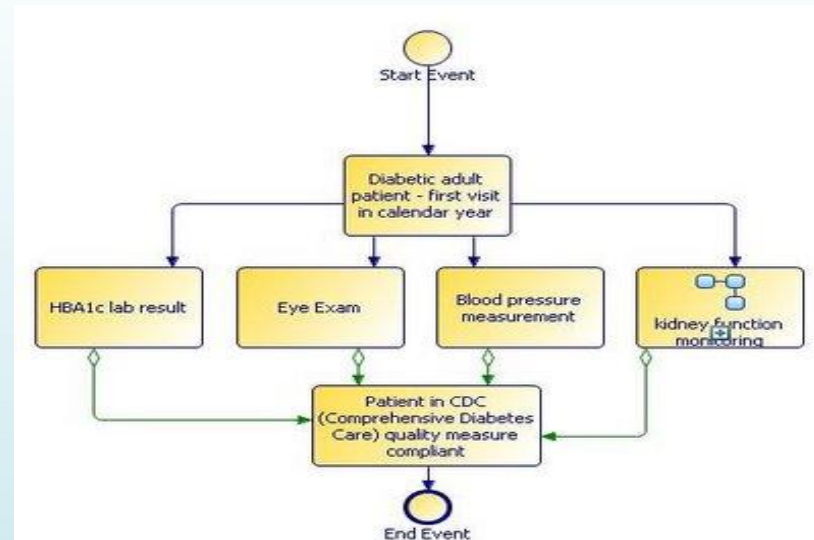 Start Event
Diabetic adult
patient - first visit
in calendar year
HBA1c lab result
Eye Exam
Blood pressure
measurement
kidney function
monitoring
Patient in CDC
(Comprehensive Diabetes
Care) quality measure
compliant
End Event